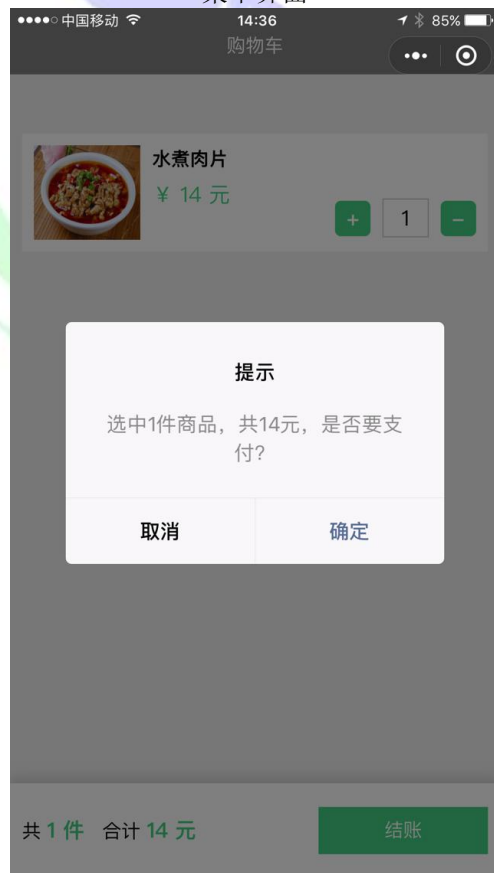 中国移动 14:36 85%
购物车
水煮肉片
¥ 14 元
+ 1 −
提示
选中1件商品，共14元，是否要支
付?
取消 确定
共 1 件 合计 14 元 结账